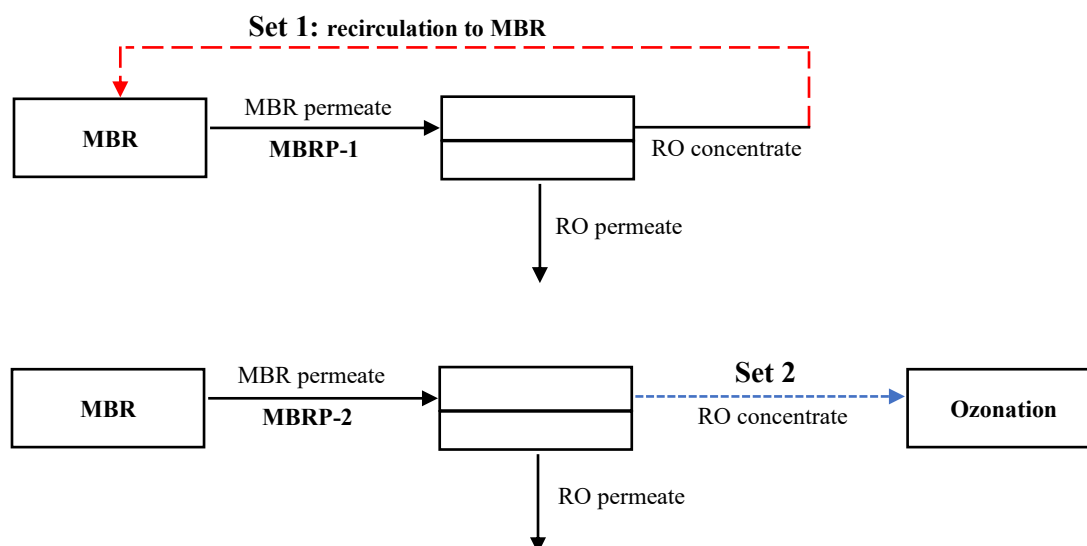 Set 1: recirculation to MBR
MBR
MBR permeate
MBRP-1
RO concentrate
RO permeate
MBR
MBR permeate
MBRP-2
Set 2
RO concentrate
Ozonation
RO permeate